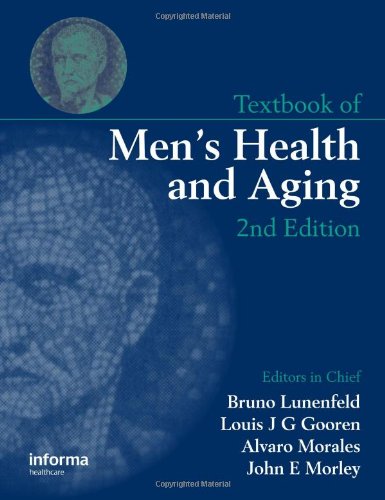 Copyrighted Material
Textbook of
Men's Health
and Aging
2nd Edition
Editors in Chief
Bruno Lunenfeld
Louis J G Gooren
Alvaro Morales
John E Morley
informa
healthcare
Copyrighted Material